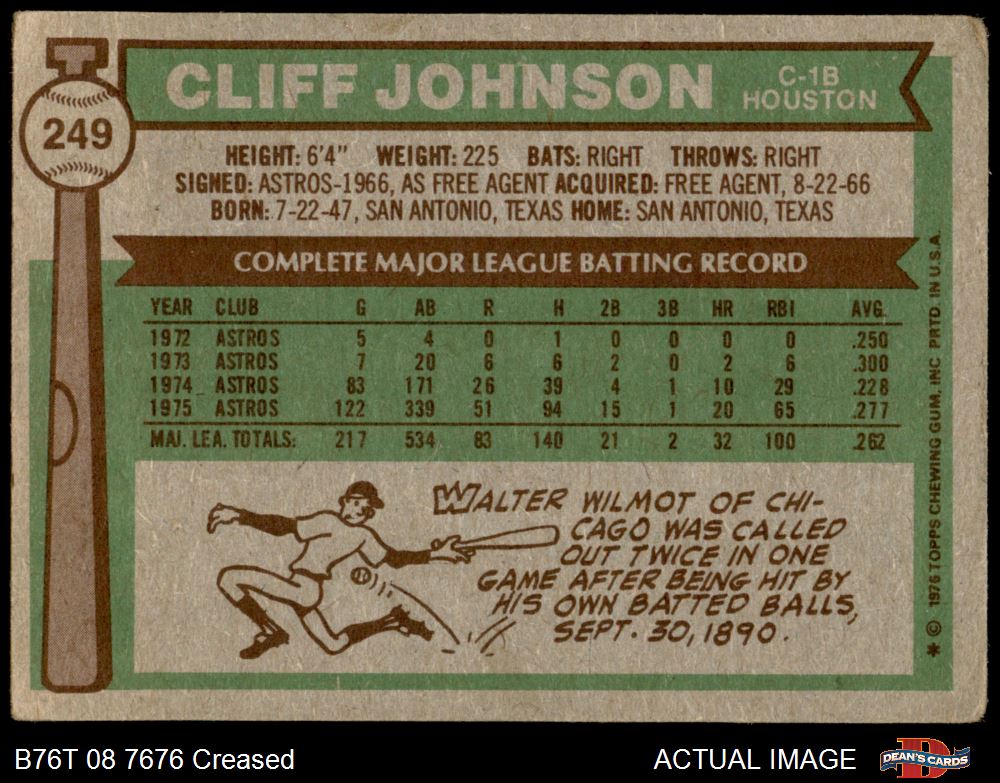 CLIFF JOHNSON
C-1B
HOUSTON
249
HEIGHT: 6'4" WEIGHT: 225 BATS: RIGHT THROWS: RIGHT
SIGNED: ASTROS-1966, AS FREE AGENT ACQUIRED: FREE AGENT, 8-22-66
BORN: 7-22-47, SAN ANTONIO, TEXAS HOME: SAN ANTONIO, TEXAS
COMPLETE MAJOR LEAGUE BATTING RECORD
YEAR CLUB G AB R H 2B 3B HR RBI AVG.
1972 ASTROS 5 4 0 1 0 0 0 0 .250
1973 ASTROS 7 20 6 6 2 0 2 6 .300
1974 ASTROS 83 171 26 39 4 1 10 29 .228
1975 ASTROS 122 339 51 94 15 1 20 65 .277
MAJ. LEA. TOTALS: 217 534 83 140 21 2 32 100 .262
WALTER WILMOT OF CHI-
CAGO WAS CALLED
OUT TWICE IN ONE
GAME AFTER BEING HIT BY
HIS OWN BATTED BALLS,
SEPT. 30, 1890.
* © 1976 TOPPS CHEWING GUM, INC. PRTD. IN U.S.A.
B76T 08 7676 Creased
ACTUAL IMAGE
DEAN'S CARDS